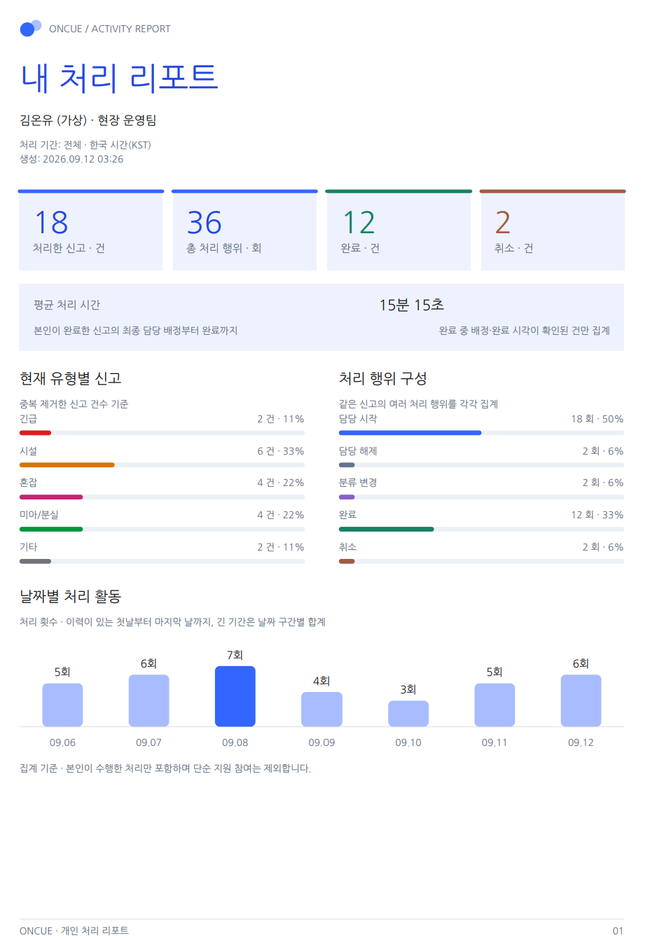 ONCUE / ACTIVITY REPORT
내 처리 리포트
김온유 (가상) · 현장 운영팀
처리 기간: 전체 · 한국 시간(KST)
생성: 2026.09.12 03:26
18
처리한 신고 · 건
36
총 처리 행위 · 회
12
완료 · 건
2
취소 · 건
평균 처리 시간
15분 15초
본인이 완료한 신고의 최종 담당 배정부터 완료까지
완료 중 배정·완료 시각이 확인된 건만 집계
현재 유형별 신고
중복 제거한 신고 건수 기준
긴급 2 건 · 11%
시설 6 건 · 33%
혼잡 4 건 · 22%
미아/분실 4 건 · 22%
기타 2 건 · 11%
처리 행위 구성
같은 신고의 여러 처리 행위를 각각 집계
담당 시작 18 회 · 50%
담당 해제 2 회 · 6%
분류 변경 2 회 · 6%
완료 12 회 · 33%
취소 2 회 · 6%
날짜별 처리 활동
처리 횟수 · 이력이 있는 첫날부터 마지막 날까지, 긴 기간은 날짜 구간별 합계
5회 6회 7회 4회 3회 5회 6회
09.06 09.07 09.08 09.09 09.10 09.11 09.12
집계 기준 · 본인이 수행한 처리만 포함하며 단순 지원 참여는 제외합니다.
ONCUE · 개인 처리 리포트 01